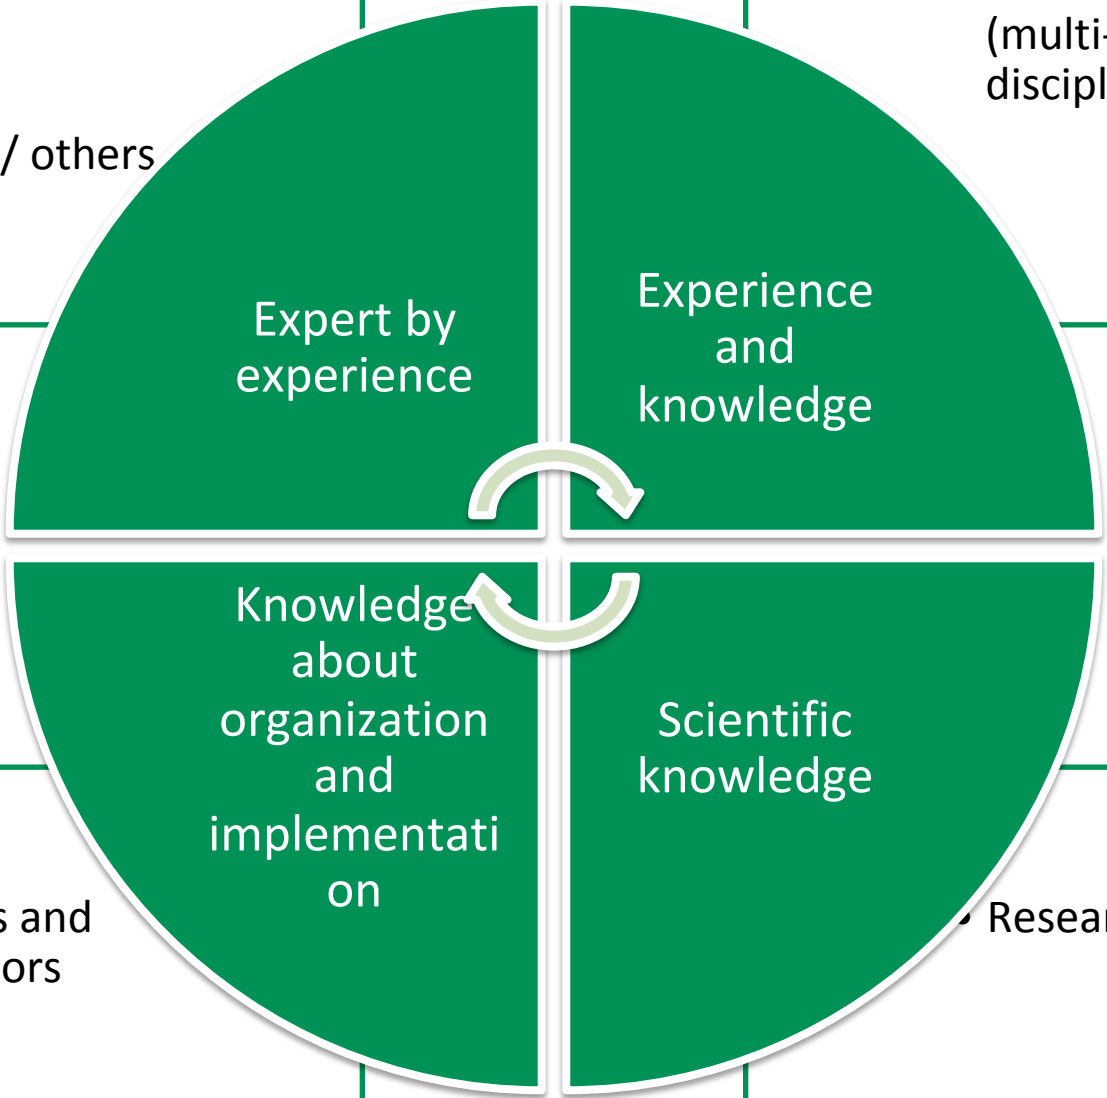 (multi-
discipl
/ others
Expert by
experience
Experience
and
knowledge
Knowledge
about
organization
and
implementati
on
Scientific
knowledge
s and
ors
• Resear